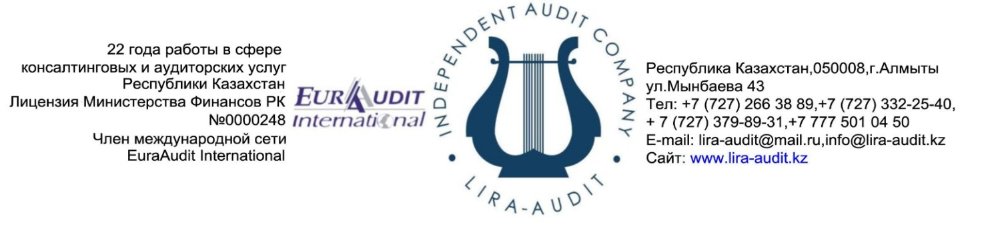 22 года работы в сфере
консалтинговых и аудиторских услуг
Республики Казахстан
Лицензия Министерства Финансов РК
№0000248
Член международной сети
EuraAudit International
EURAUDIT
International
INDEPENDENT AUDIT COMPANY
• LIRA-AUDIT •
Республика Казахстан,050008,г.Алмыты
ул.Мынбаева 43
Тел: +7 (727) 266 38 89,+7 (727) 332-25-40,
+ 7 (727) 379-89-31,+7 777 501 04 50
E-mail: lira-audit@mail.ru,info@lira-audit.kz
Сайт: www.lira-audit.kz